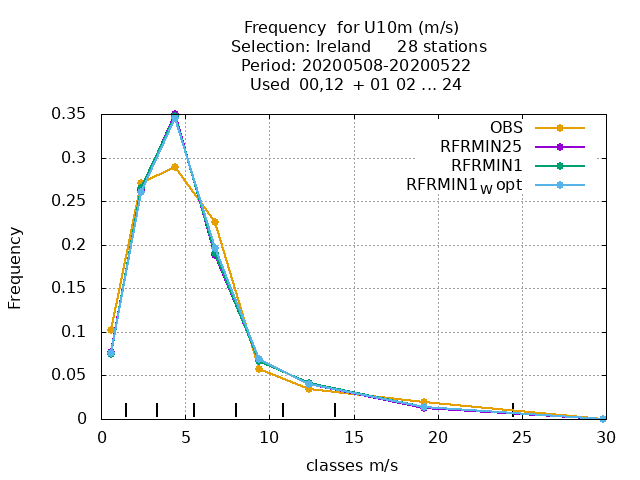 Frequency  for U10m (m/s)
Selection: Ireland     28 stations
Period: 20200508-20200522
Used  00,12  + 01 02 ... 24
0.35
0.3
0.25
0.2
0.15
0.1
0.05
0
Frequency
OBS
RFRMIN25
RFRMIN1
RFRMIN1w opt
0 5 10 15 20 25 30
classes m/s